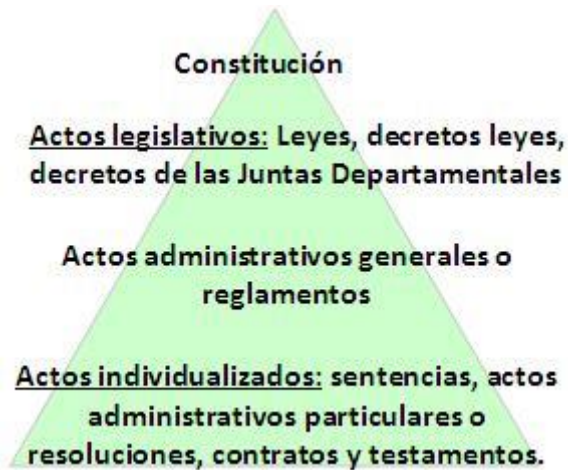 Constitución
Actos legislativos: Leyes, decretos leyes,
decretos de las Juntas Departamentales
Actos administrativos generales o
reglamentos
Actos individualizados: sentencias, actos
administrativos particulares o
resoluciones, contratos y testamentos.